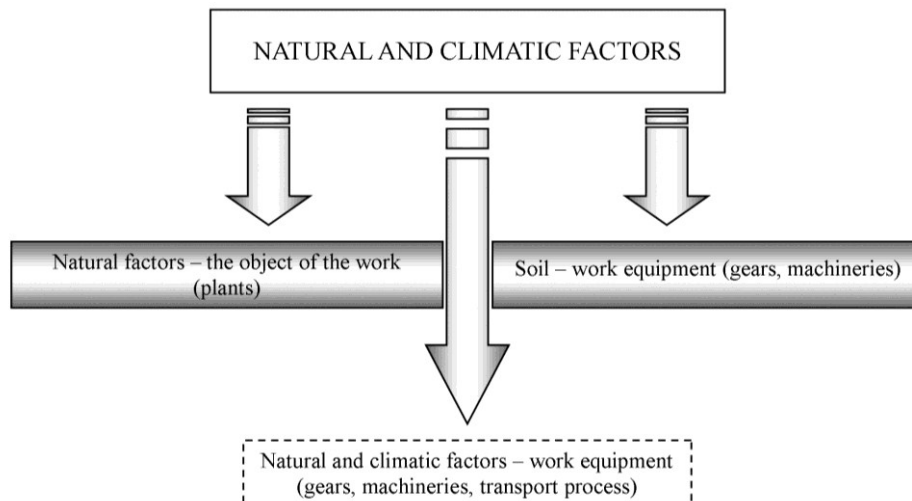 NATURAL AND CLIMATIC FACTORS
Natural factors – the object of the work
(plants)
Soil – work equipment (gears, machineries)
Natural and climatic factors – work equipment
(gears, machineries, transport process)